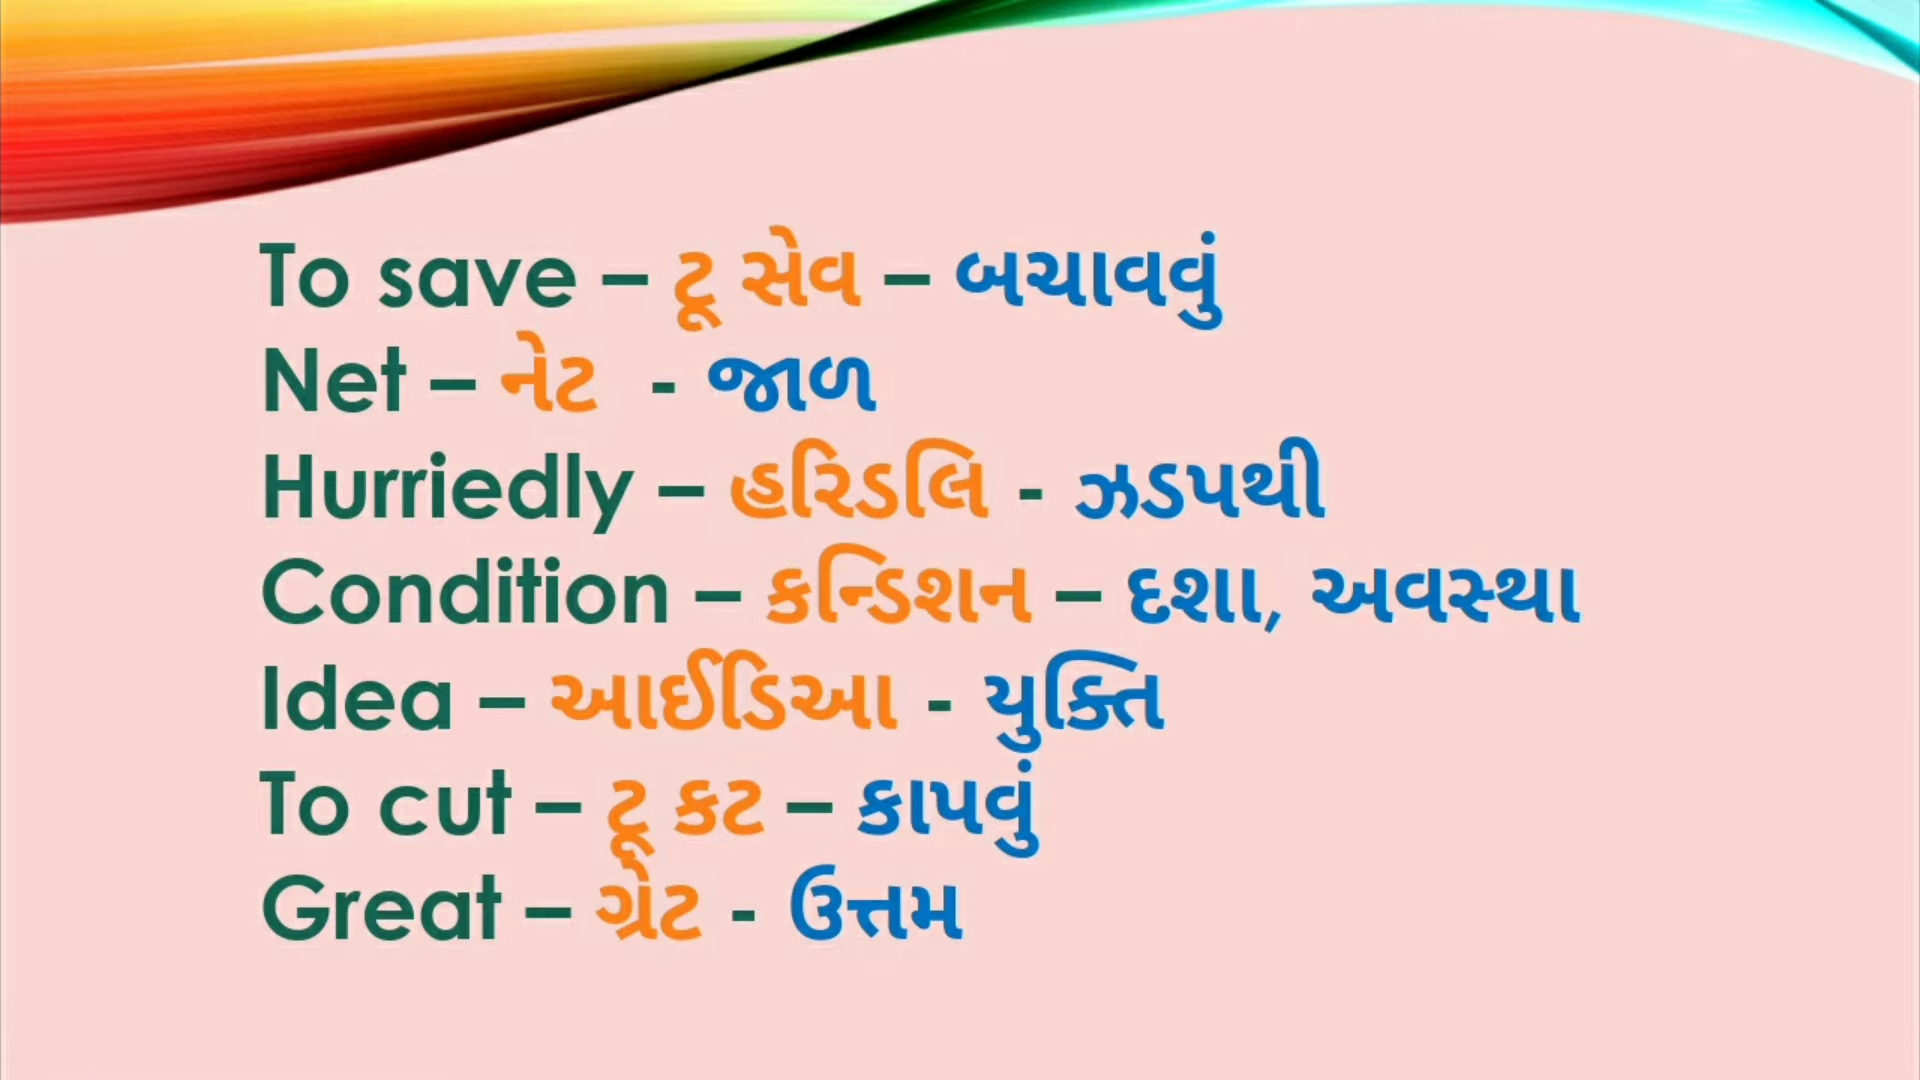 To save – ટૂ સેવ – બચાવવું
Net – નેટ - જાળ
Hurriedly – હરિડલિ - ઝડપથી
Condition – કન્ડિશન – દશા, અવસ્થા
Idea – આઈડિઆ - યુક્તિ
To cut – ટૂ કટ – કાપવું
Great – ગ્રેટ - ઉત્તમ